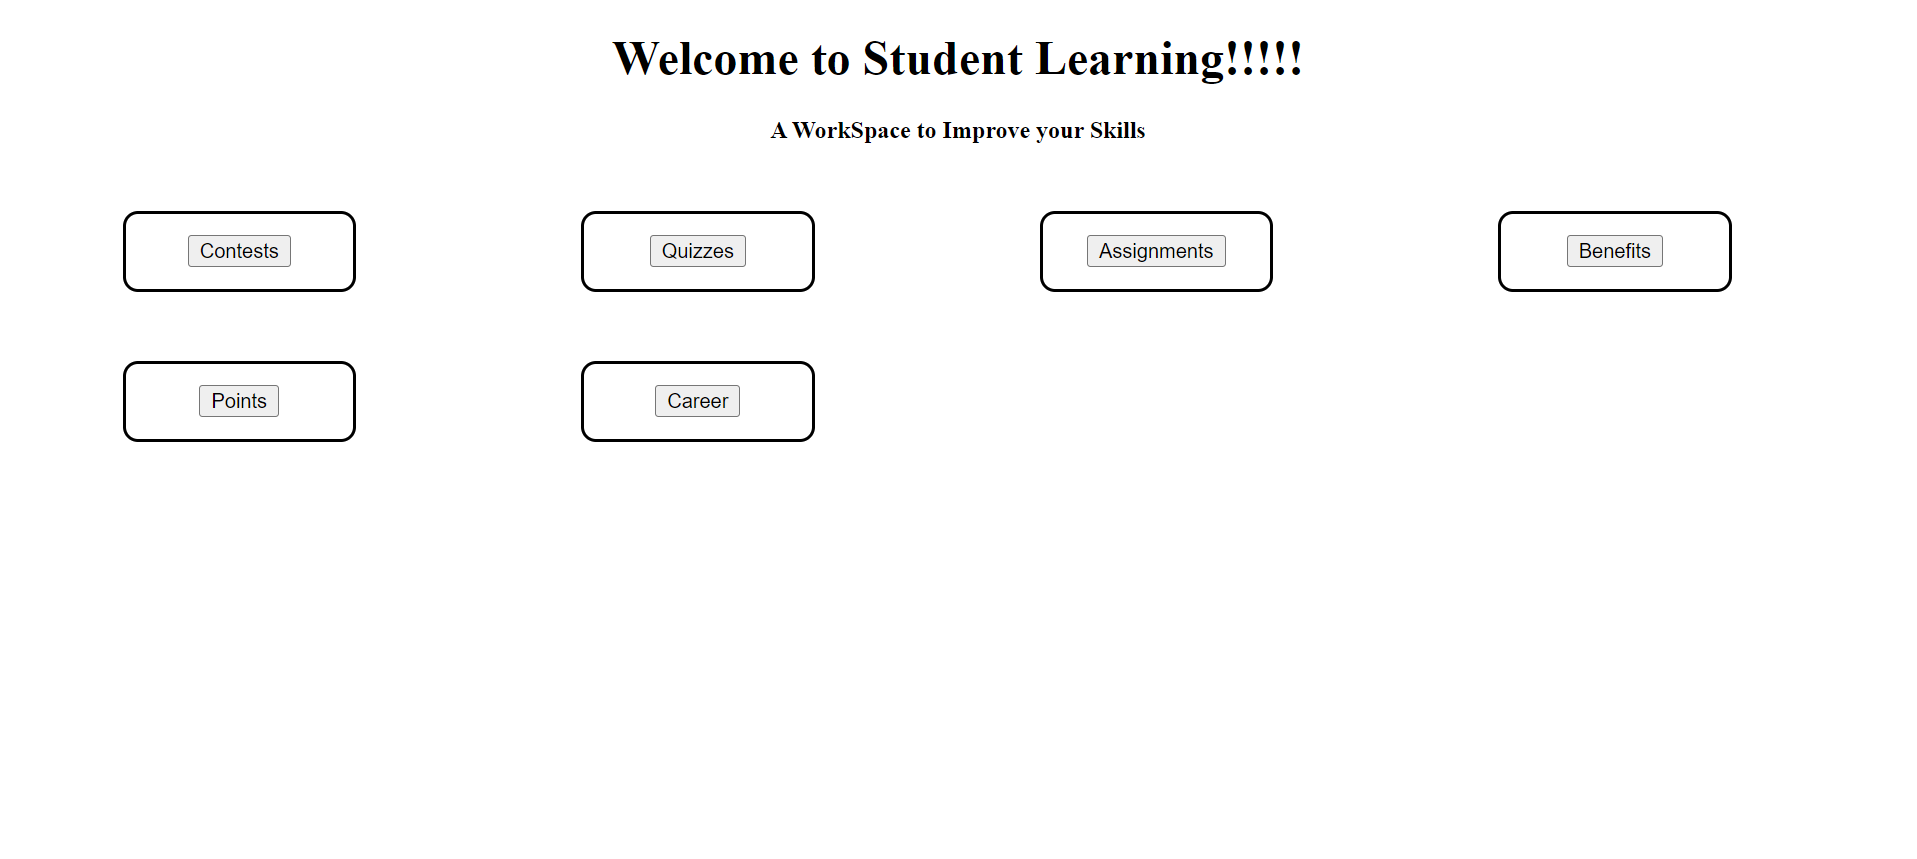 Welcome to Student Learning!!!!!
A WorkSpace to Improve your Skills
Contests
Quizzes
Assignments
Benefits
Points
Career